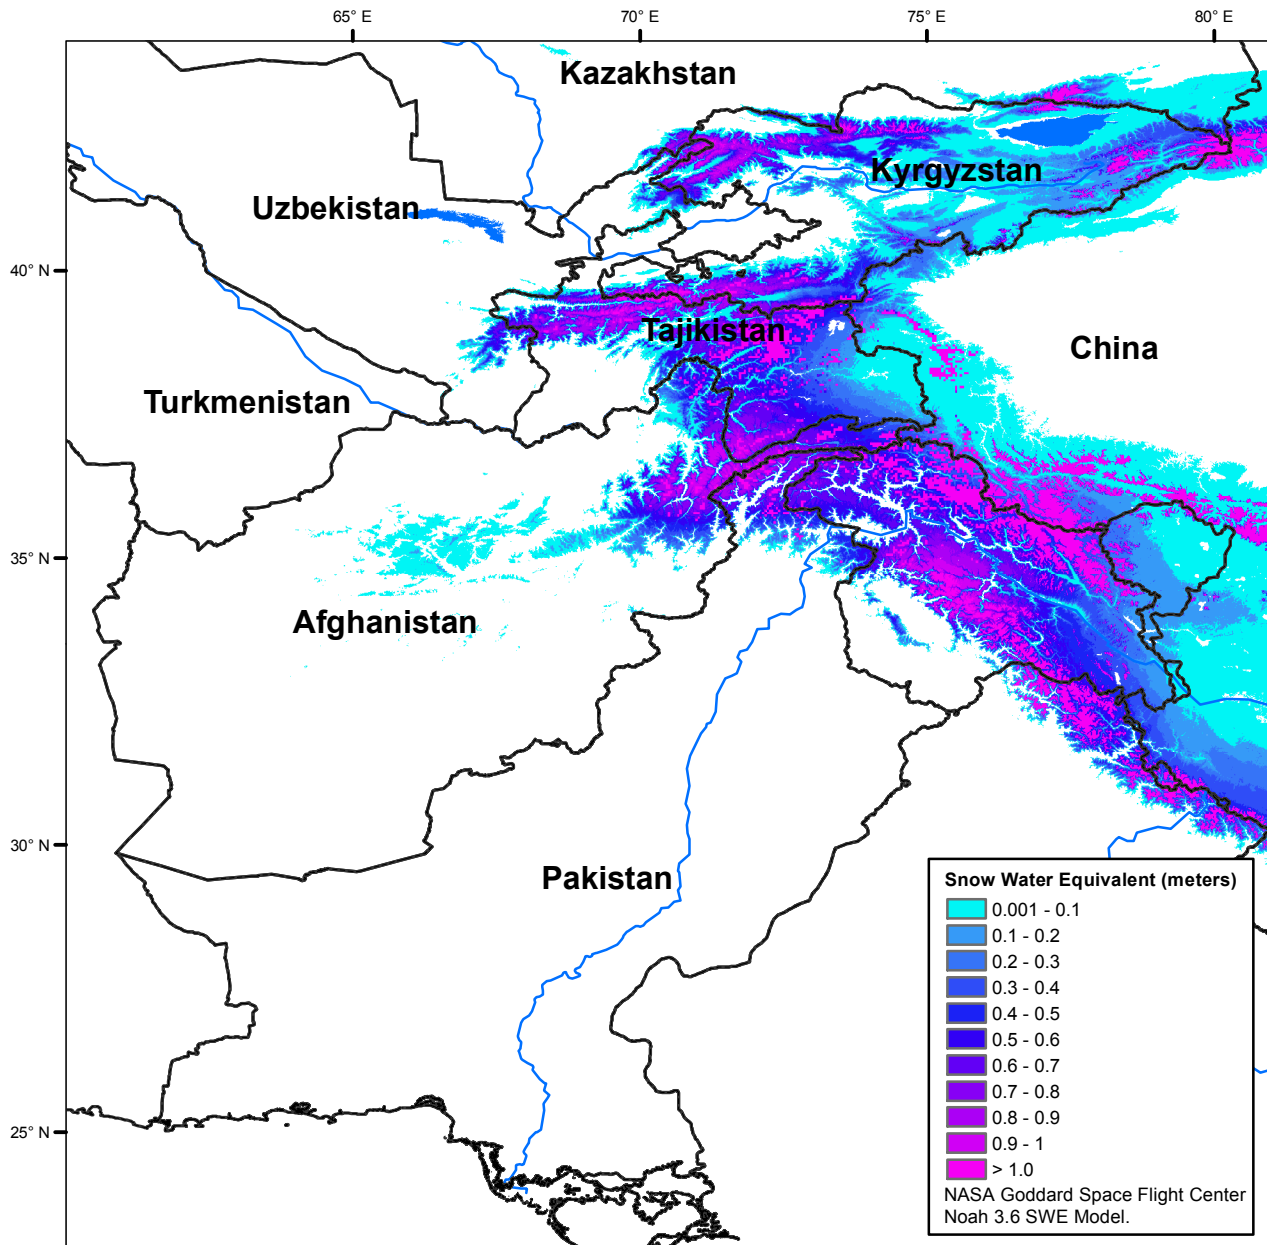 65° E
70° E
75° E
80° E
Kazakhstan
Kyrgyzstan
Uzbekistan
40° N
Tajikistan
China
Turkmenistan
35° N
Afghanistan
30° N
Pakistan
25° N
Snow Water Equivalent (meters)
0.001 - 0.1
0.1 - 0.2
0.2 - 0.3
0.3 - 0.4
0.4 - 0.5
0.5 - 0.6
0.6 - 0.7
0.7 - 0.8
0.8 - 0.9
0.9 - 1
> 1.0
NASA Goddard Space Flight Center
Noah 3.6 SWE Model.